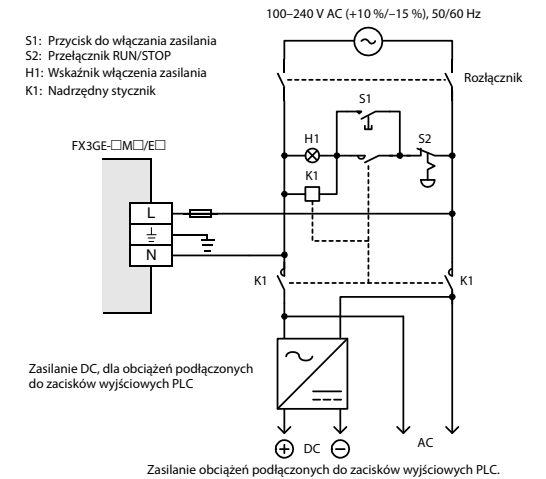 100–240 V AC (+10 %/–15 %), 50/60 Hz
S1: Przycisk do włączania zasilania
S2: Przełącznik RUN/STOP
H1: Wskaźnik włączenia zasilania
K1: Nadrzędny stycznik
Rozłącznik
S1
H1
S2
K1
FX3GE-□M□/E□
L
N
K1
K1
Zasilanie DC, dla obciążeń podłączonych
do zacisków wyjściowych PLC
+ DC −
AC
Zasilanie obciążeń podłączonych do zacisków wyjściowych PLC.